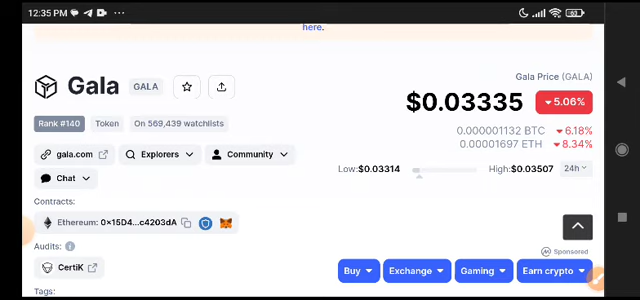 12:35 PM
63
here.
Gala GALA
Gala Price (GALA)
$0.03335 5.06%
Rank #140 Token On 569,439 watchlists
0.000001132 BTC 6.18%
0.00001697 ETH 8.34%
gala.com Explorers Community
Low:$0.03314 High:$0.03507 24h
Chat
Contracts:
Ethereum: 0x15D4...c4203dA
Audits:
Sponsored
CertiK
Buy Exchange Gaming Earn crypto
Tags: